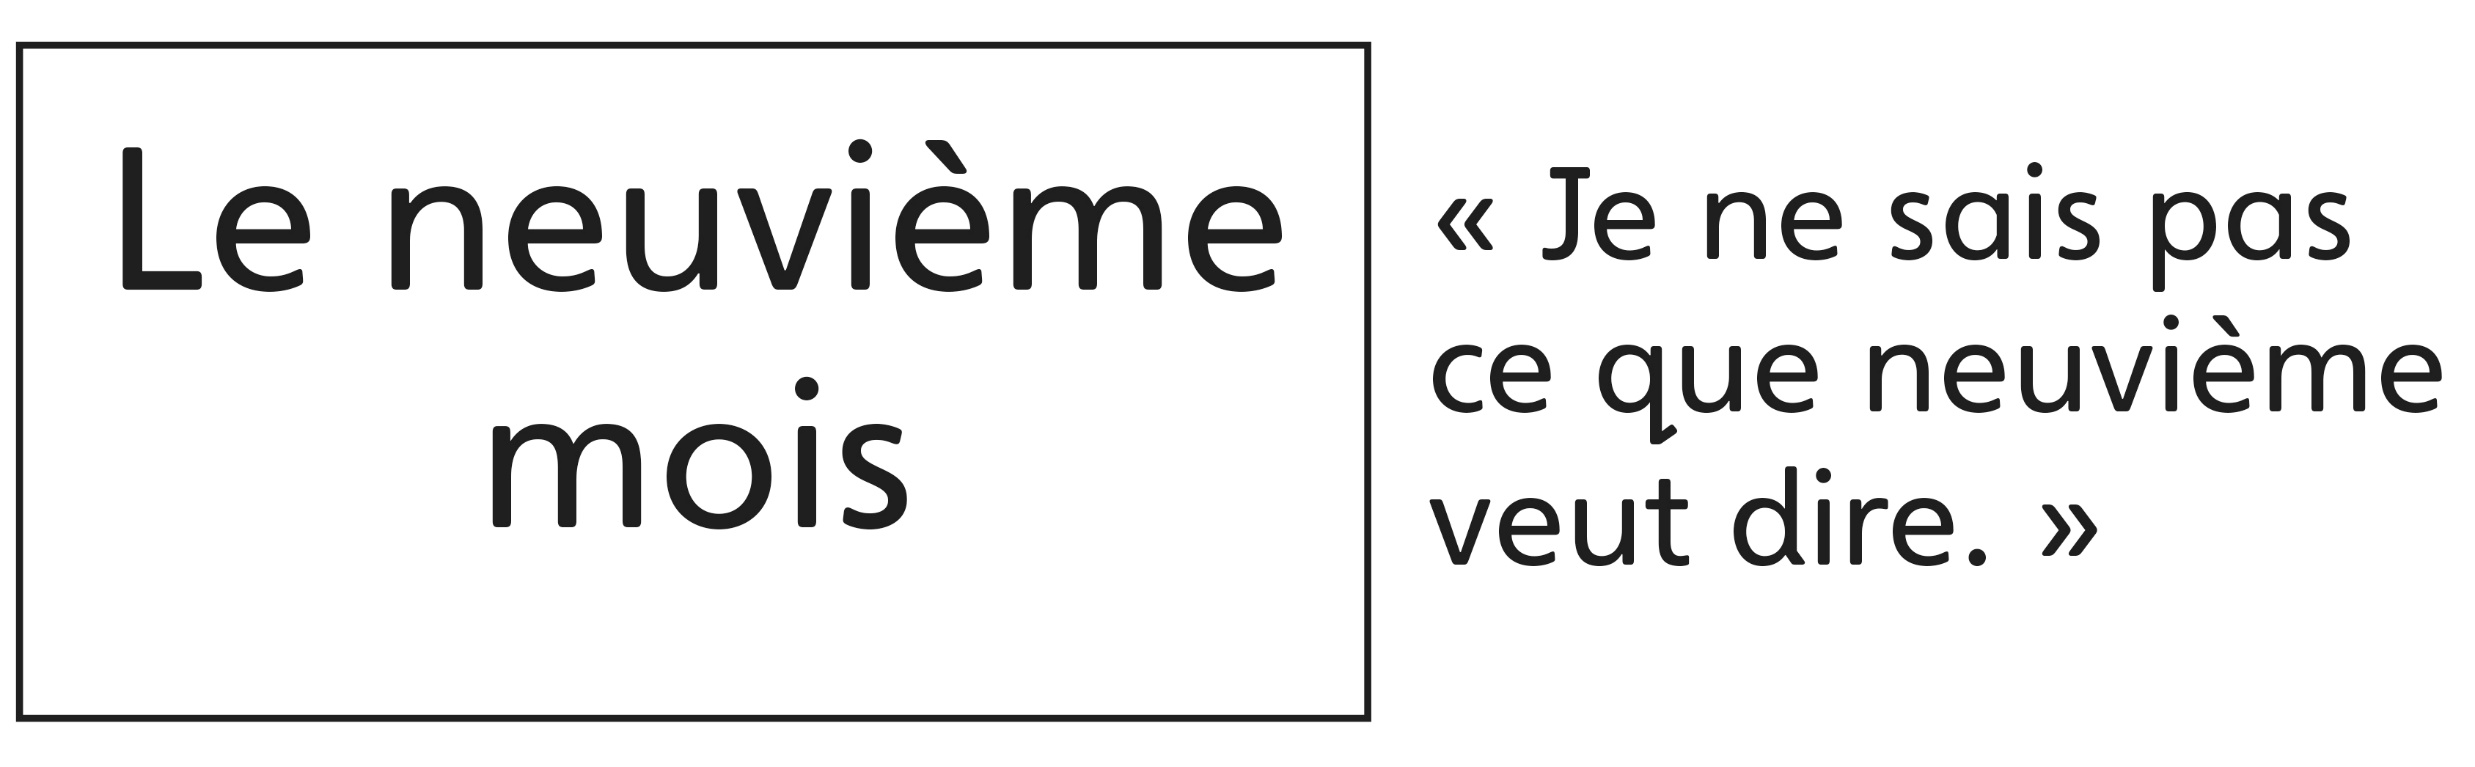 Le neuvième
mois
« Je ne sais pas
ce que neuvième
veut dire. »